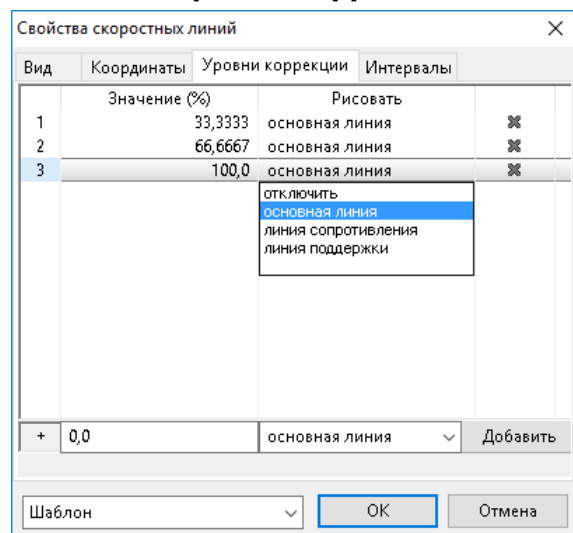 Свойства скоростных линий
Вид Координаты Уровни коррекции Интервалы
Значение (%) Рисовать
1 33,3333 основная линия
2 66,6667 основная линия
3 100,0 основная линия
отключить
основная линия
линия сопротивления
линия поддержки
+ 0,0 основная линия Добавить
Шаблон OK Отмена